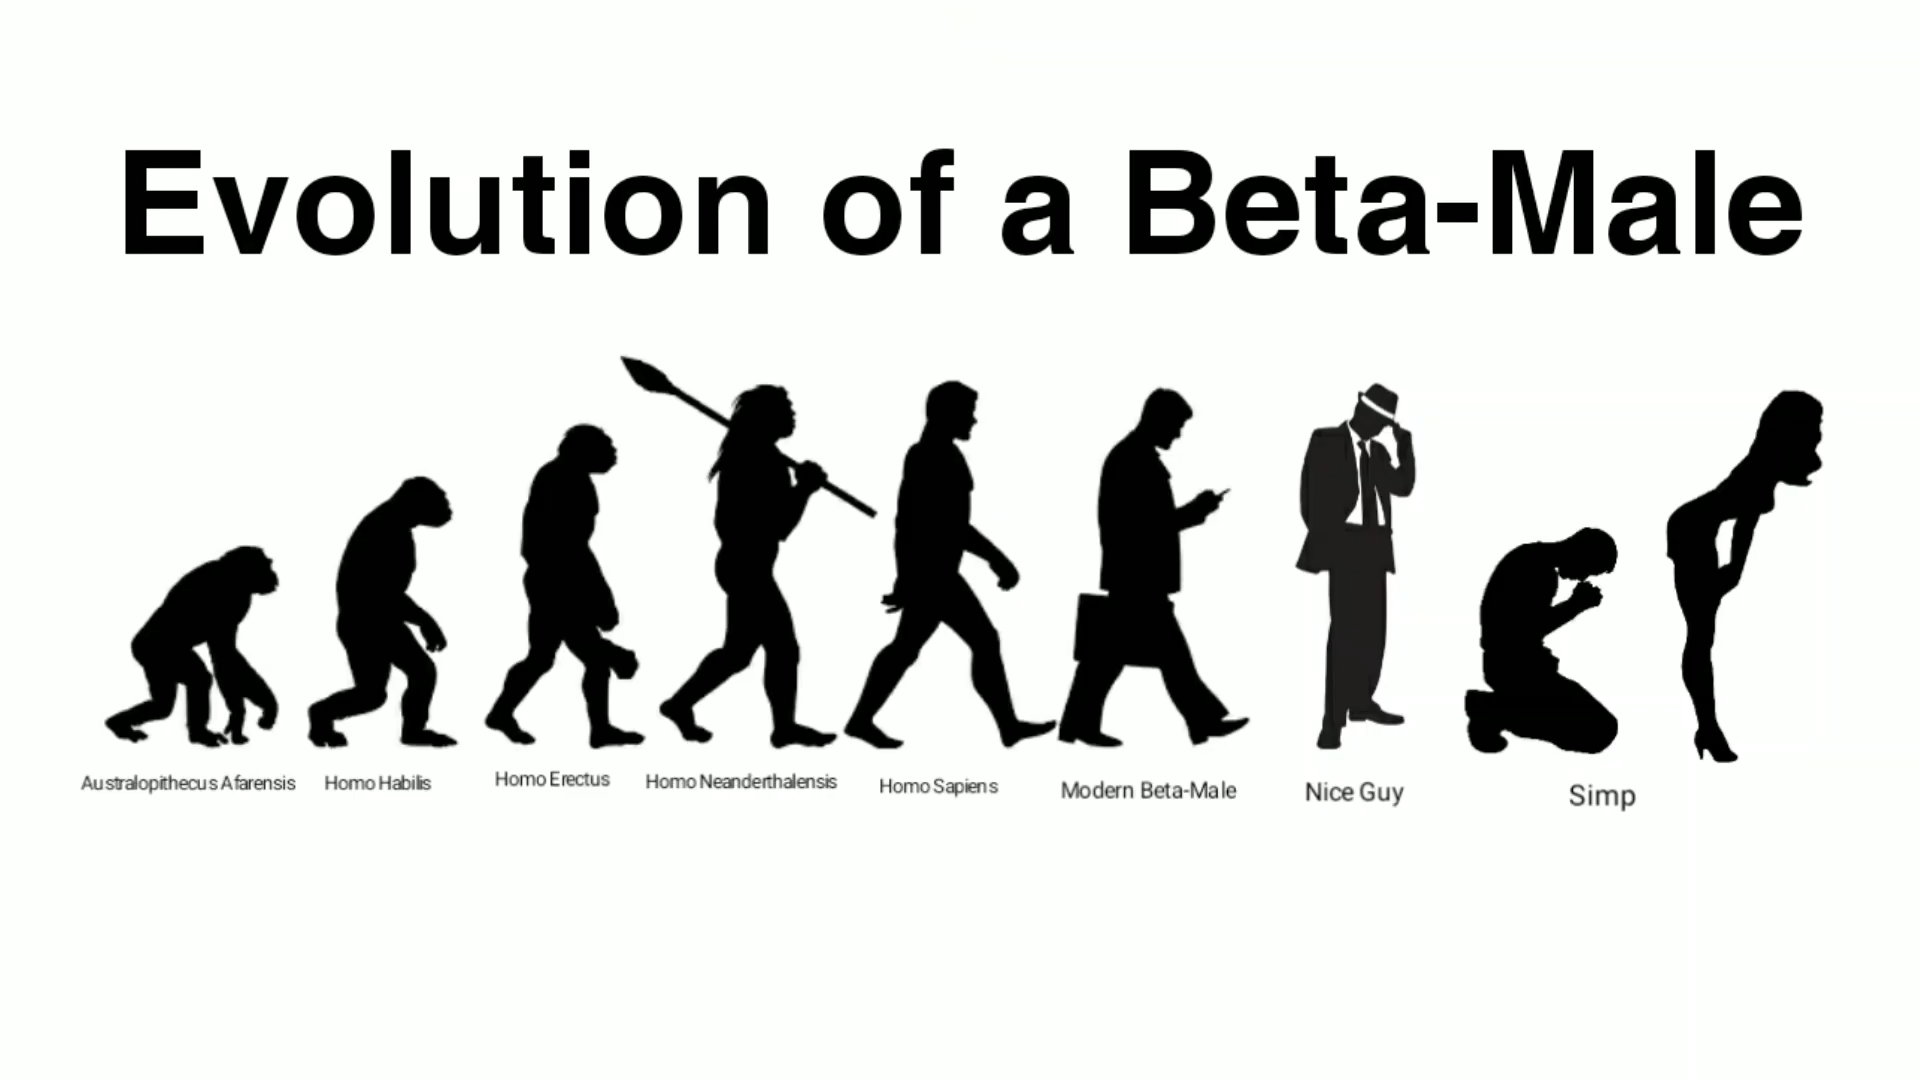 Evolution of a Beta-Male
Australopithecus Afarensis
Homo Habilis
Homo Erectus
Homo Neanderthalensis
Homo Sapiens
Modern Beta-Male
Nice Guy
Simp